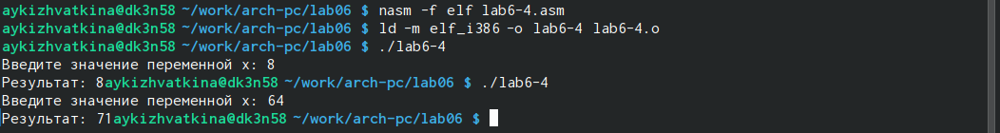 aykizhvatkina@dk3n58 ~/work/arch-pc/lab06 $ nasm -f elf lab6-4.asm
aykizhvatkina@dk3n58 ~/work/arch-pc/lab06 $ ld -m elf_i386 -o lab6-4 lab6-4.o
aykizhvatkina@dk3n58 ~/work/arch-pc/lab06 $ ./lab6-4
Введите значение переменной x: 8
Результат: 8aykizhvatkina@dk3n58 ~/work/arch-pc/lab06 $ ./lab6-4
Введите значение переменной x: 64
Результат: 71aykizhvatkina@dk3n58 ~/work/arch-pc/lab06 $